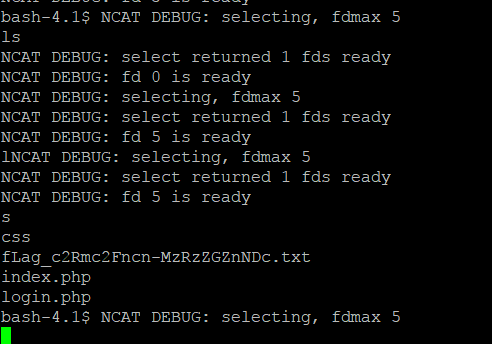 NCAT DEBUG: fd 0 is ready
bash-4.1$ NCAT DEBUG: selecting, fdmax 5
ls
NCAT DEBUG: select returned 1 fds ready
NCAT DEBUG: fd 0 is ready
NCAT DEBUG: selecting, fdmax 5
NCAT DEBUG: select returned 1 fds ready
NCAT DEBUG: fd 5 is ready
lNCAT DEBUG: selecting, fdmax 5
NCAT DEBUG: select returned 1 fds ready
NCAT DEBUG: fd 5 is ready
s
css
fLag_c2Rmc2Fncn-MzRzZGZnNDc.txt
index.php
login.php
bash-4.1$ NCAT DEBUG: selecting, fdmax 5